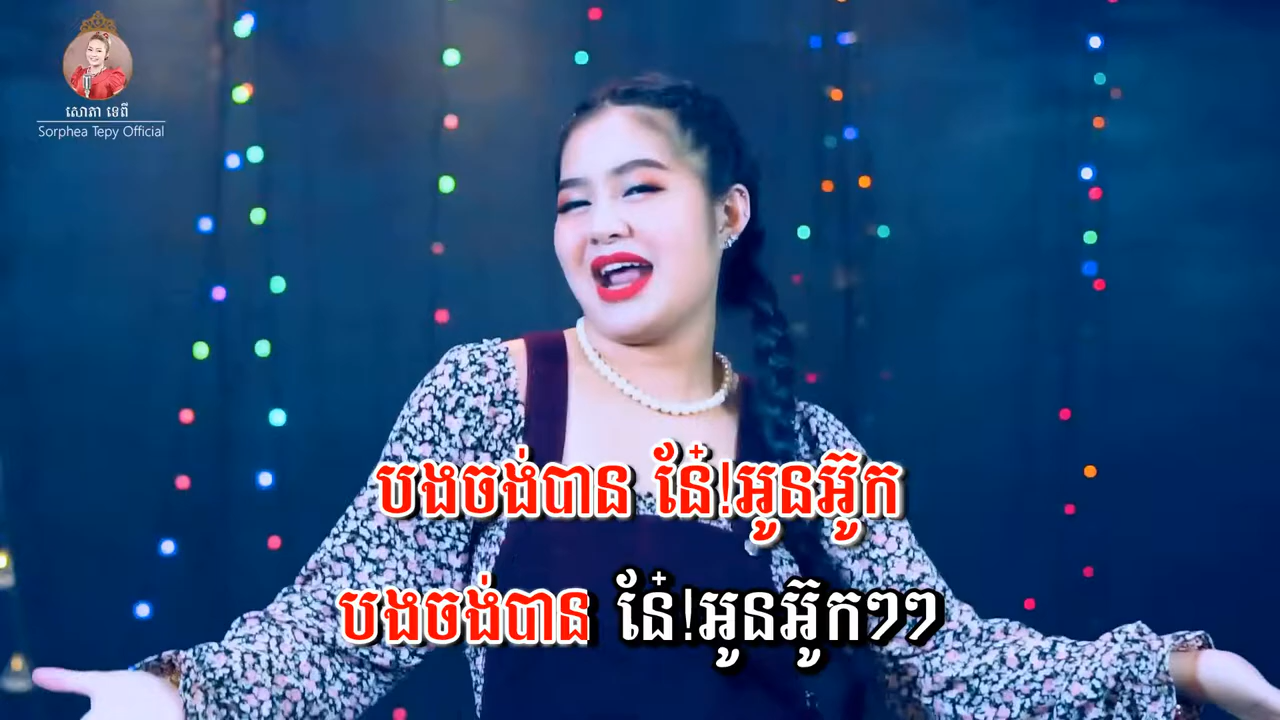 សោភា ទេពី
Sorphea Tepy Official
បងចង់បាន ន៎ែ!អូនអ៊ូក
បងចង់បាន ន៎ែ!អូនអ៊ូកៗៗ